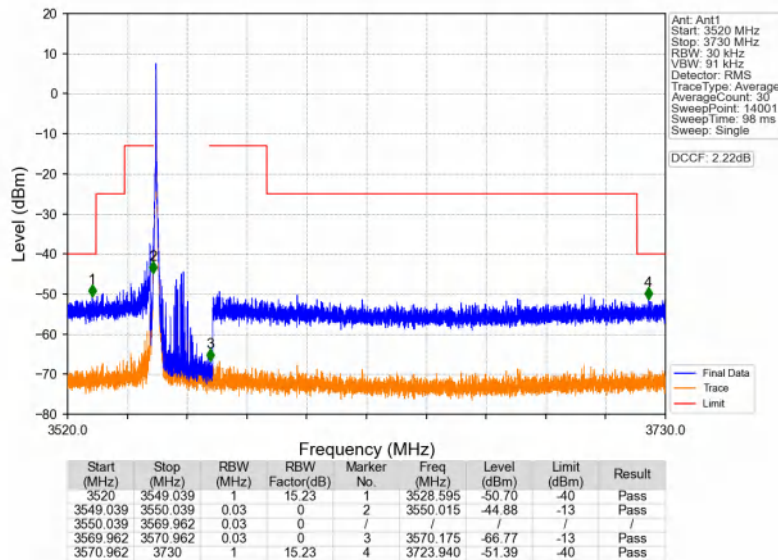 Ant: Ant1
Start: 3520 MHz
Stop: 3730 MHz
RBW: 30 kHz
VBW: 91 kHz
Detector: RMS
TraceType: Average
AverageCount: 30
SweepPoint: 14001
SweepTime: 98 ms
Sweep: Single
DCCF: 2.22dB
20
10
0
−10
−20
−30
−40
−50
−60
−70
−80
Level (dBm)
1
2
3
4
Final Data
Trace
Limit
3520.0 3730.0
Frequency (MHz)
Start (MHz) Stop (MHz) RBW (MHz) RBW Factor(dB) Marker No. Freq (MHz) Level (dBm) Limit (dBm) Result
3520 3549.039 1 15.23 1 3528.595 -50.70 -40 Pass
3549.039 3550.039 0.03 0 2 3550.015 -44.88 -13 Pass
3550.039 3569.962 0.03 0 / / / / /
3569.962 3570.962 0.03 0 3 3570.175 -66.77 -13 Pass
3570.962 3730 1 15.23 4 3723.940 -51.39 -40 Pass